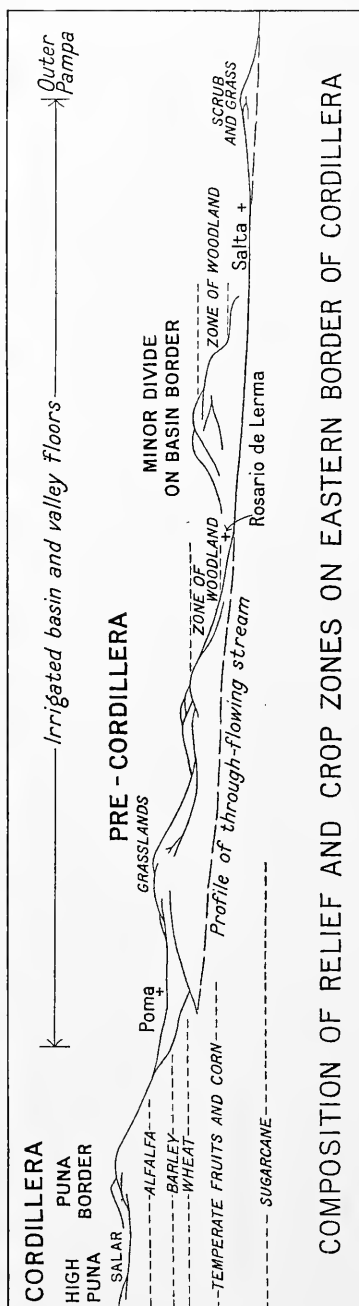 CORDILLERA
HIGH
PUNA
PUNA
BORDER
SALAR
Irrigated basin and valley floors
Outer
Pampa
PRE - CORDILLERA
GRASSLANDS
Poma
MINOR DIVIDE
ON BASIN BORDER
ZONE OF
WOODLAND
ZONE OF WOODLAND
SCRUB
AND GRASS
Salta
Rosario de Lerma
Profile of through-flowing stream
ALFALFA
BARLEY
WHEAT
TEMPERATE FRUITS AND CORN
SUGARCANE
COMPOSITION OF RELIEF AND CROP ZONES ON EASTERN BORDER OF CORDILLERA